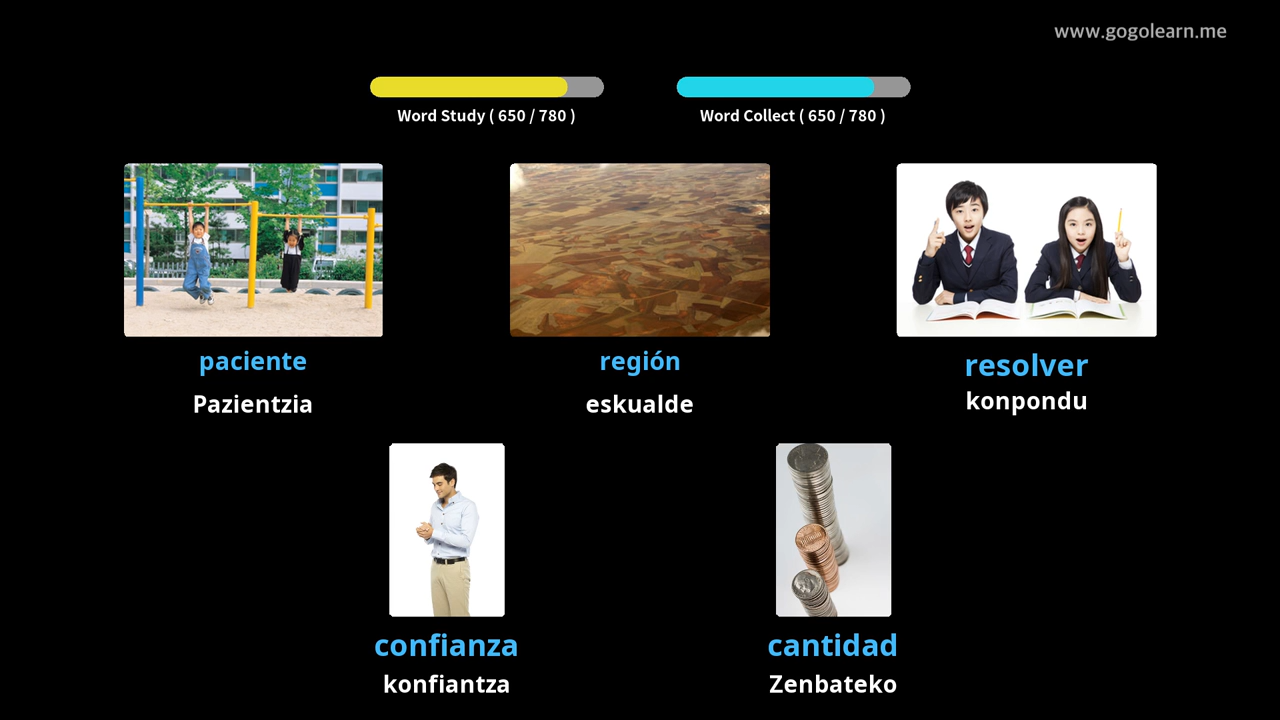 www.gogolearn.me
Word Study ( 650 / 780 )
Word Collect ( 650 / 780 )
paciente
Pazientzia
región
eskualde
resolver
konpondu
confianza
konfiantza
cantidad
Zenbateko